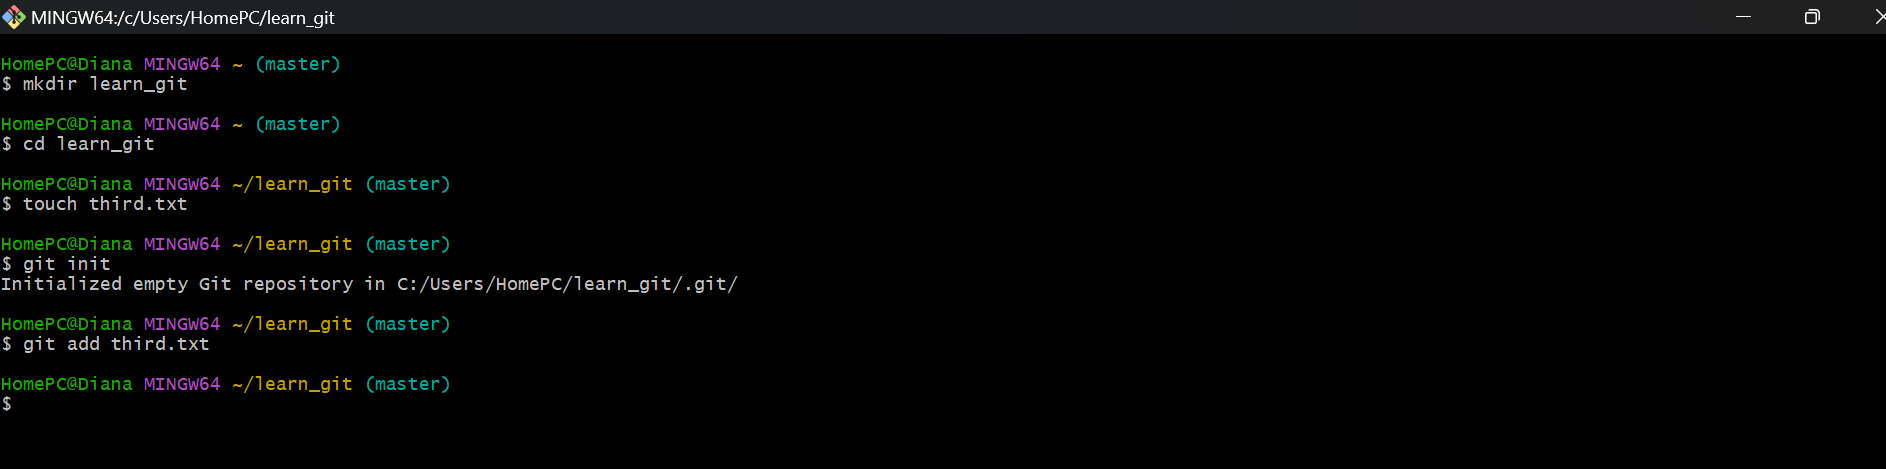 MINGW64:/c/Users/HomePC/learn_git
HomePC@Diana MINGW64 ~ (master)
$ mkdir learn_git
HomePC@Diana MINGW64 ~ (master)
$ cd learn_git
HomePC@Diana MINGW64 ~/learn_git (master)
$ touch third.txt
HomePC@Diana MINGW64 ~/learn_git (master)
$ git init
Initialized empty Git repository in C:/Users/HomePC/learn_git/.git/
HomePC@Diana MINGW64 ~/learn_git (master)
$ git add third.txt
HomePC@Diana MINGW64 ~/learn_git (master)
$